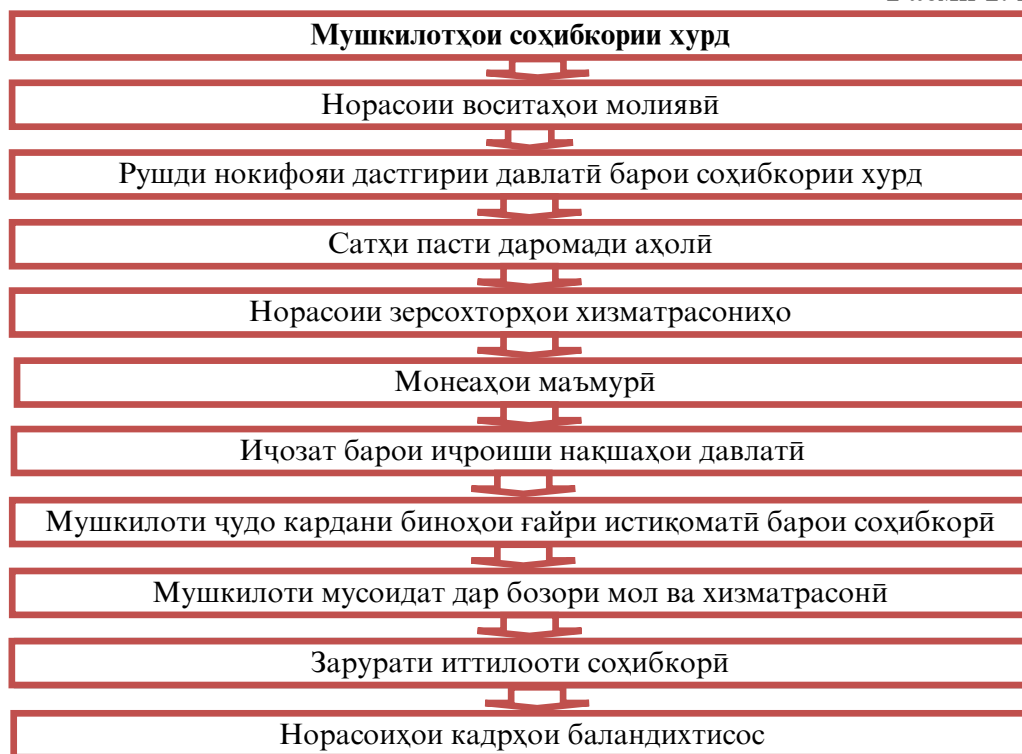 Мушкилотҳои соҳибкории хурд
Норасоии воситаҳои молиявӣ
Рушди нокифояи дастгирии давлатӣ барои соҳибкории хурд
Сатҳи пасти даромади аҳолӣ
Норасоии зерсохторҳои хизматрасониҳо
Монеаҳои маъмурӣ
Иҷозат барои иҷроиши нақшаҳои давлатӣ
Мушкилоти ҷудо кардани биноҳои ғайри истиқоматӣ барои соҳибкорӣ
Мушкилоти мусоидат дар бозори мол ва хизматрасонӣ
Зарурати иттилооти соҳибкорӣ
Норасоиҳои кадрҳои баландихтисос